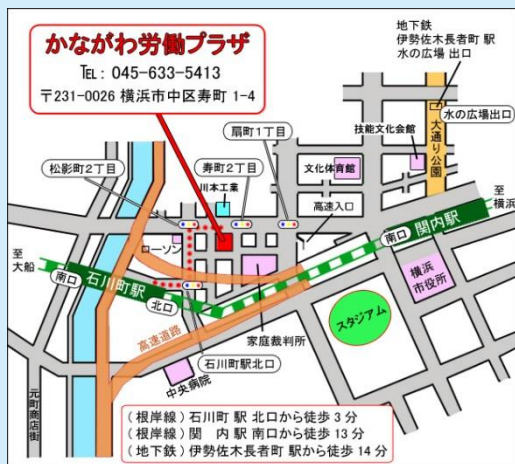 かながわ労働プラザ
TEL: 045-633-5413
〒231-0026 横浜市中区寿町 1-4
地下鉄
伊勢佐木長者町 駅
水の広場 出口
水の広場出口
大通り公園
技能文化会館
扇町1丁目
文化体育館
松影町2丁目
寿町2丁目
川本工業
高速入口
至
横浜
関内駅
南口
ローソン
至
大船
南口
石川町駅
北口
横浜
市役所
スタジアム
家庭裁判所
高速道路
石川町駅北口
中央病院
元町商店街
(根岸線) 石川町 駅 北口から徒歩 3 分
(根岸線) 関 内 駅 南口から徒歩 13 分
(地下鉄) 伊勢佐木長者町 駅から徒歩 14 分